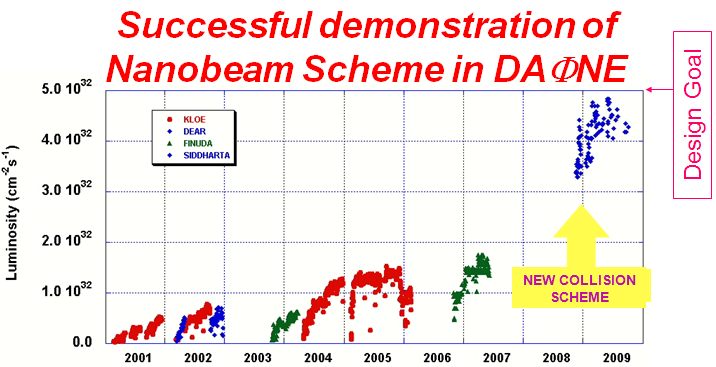 Successful demonstration of
Nanobeam Scheme in DAΦNE
Design Goal
Luminosity (cm⁻²s⁻¹)
5.0 10³²
4.0 10³²
3.0 10³²
2.0 10³²
1.0 10³²
0.0
KLOE
DEAR
FINUDA
SIDDHARTA
NEW COLLISION
SCHEME
2001 2002 2003 2004 2005 2006 2007 2008 2009